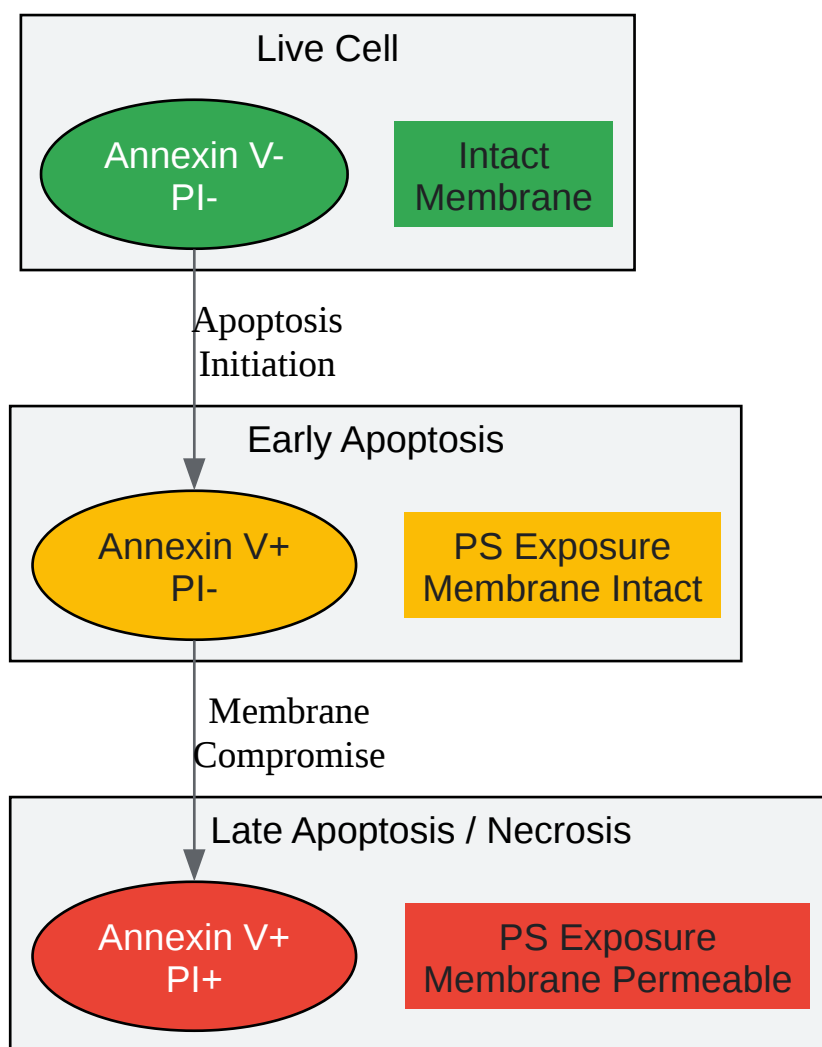 Live Cell
Annexin V-
PI-
Intact
Membrane
Apoptosis
Initiation
Early Apoptosis
Annexin V+
PI-
PS Exposure
Membrane Intact
Membrane
Compromise
Late Apoptosis / Necrosis
Annexin V+
PI+
PS Exposure
Membrane Permeable